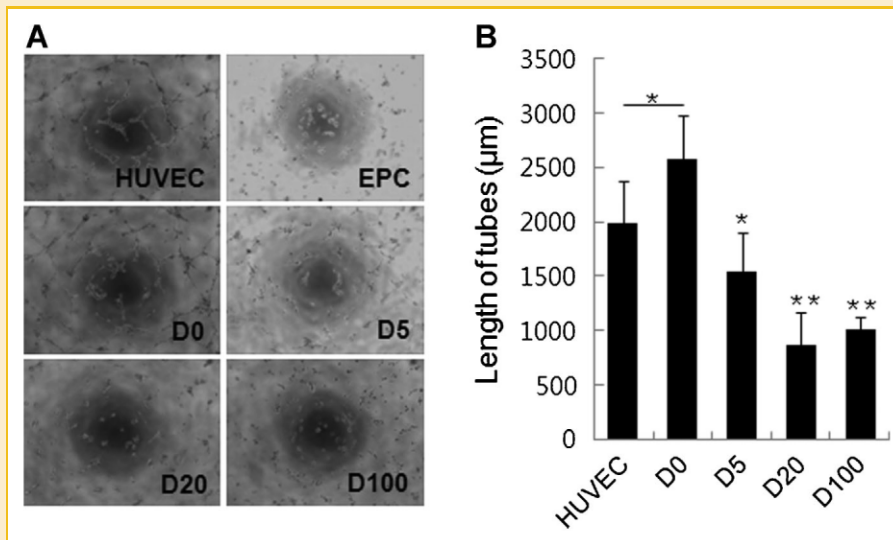 A
HUVEC
EPC
D0
D5
D20
D100
B
Length of tubes (µm)
3500
3000
2500
2000
1500
1000
500
0
*
*
**
**
HUVEC
D0
D5
D20
D100